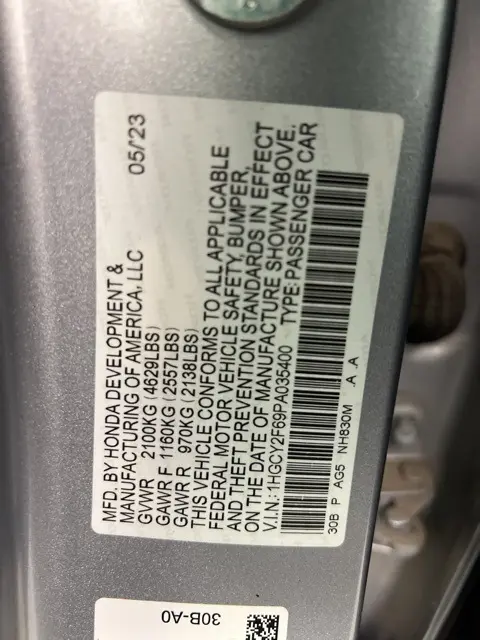 MFD. BY HONDA DEVELOPMENT &
MANUFACTURING OF AMERICA, LLC 05/'23
GVWR 2100KG (4629LBS)
GAWR F 1160KG (2557LBS)
GAWR R 970KG (2138LBS)
THIS VEHICLE CONFORMS TO ALL APPLICABLE
FEDERAL MOTOR VEHICLE SAFETY, BUMPER,
AND THEFT PREVENTION STANDARDS IN EFFECT
ON THE DATE OF MANUFACTURE SHOWN ABOVE.
V.I.N.: 1HGCY2F69PA035400 TYPE: PASSENGER CAR
30B P AG5 NH830M .A .A
30B-A0